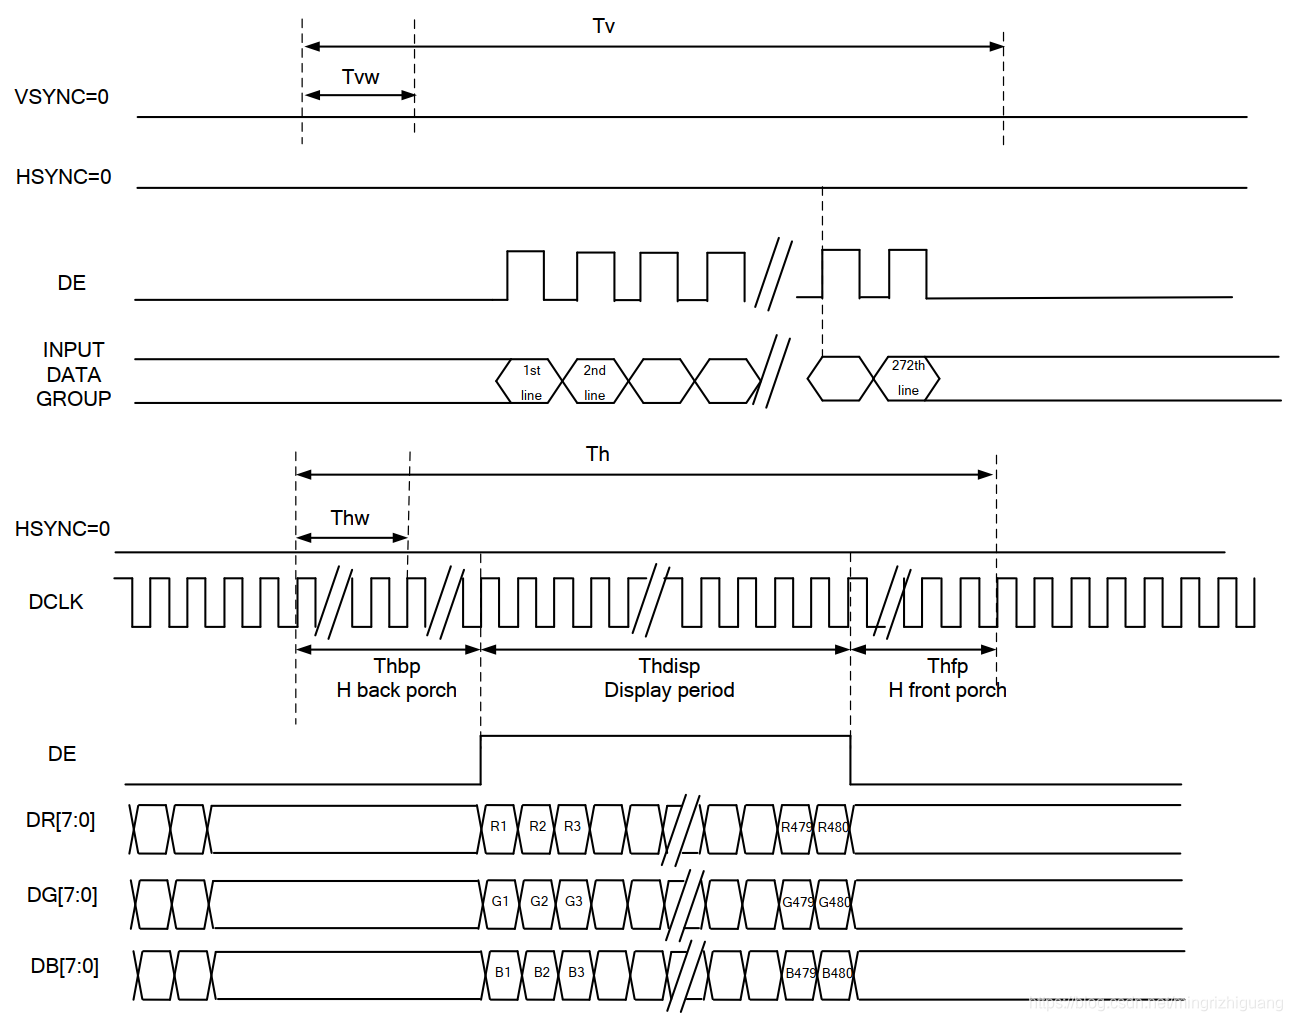 Tv
Tvw
VSYNC=0
HSYNC=0
DE
INPUT
DATA
GROUP
1st
line
2nd
line
272th
line
Th
Thw
HSYNC=0
DCLK
Thbp
H back porch
Thdisp
Display period
Thfp
H front porch
DE
DR[7:0]
R1 R2 R3 R479 R480
DG[7:0]
G1 G2 G3 G479 G480
DB[7:0]
B1 B2 B3 B479 B480
https://blog.csdn.net/mingrizhiguang